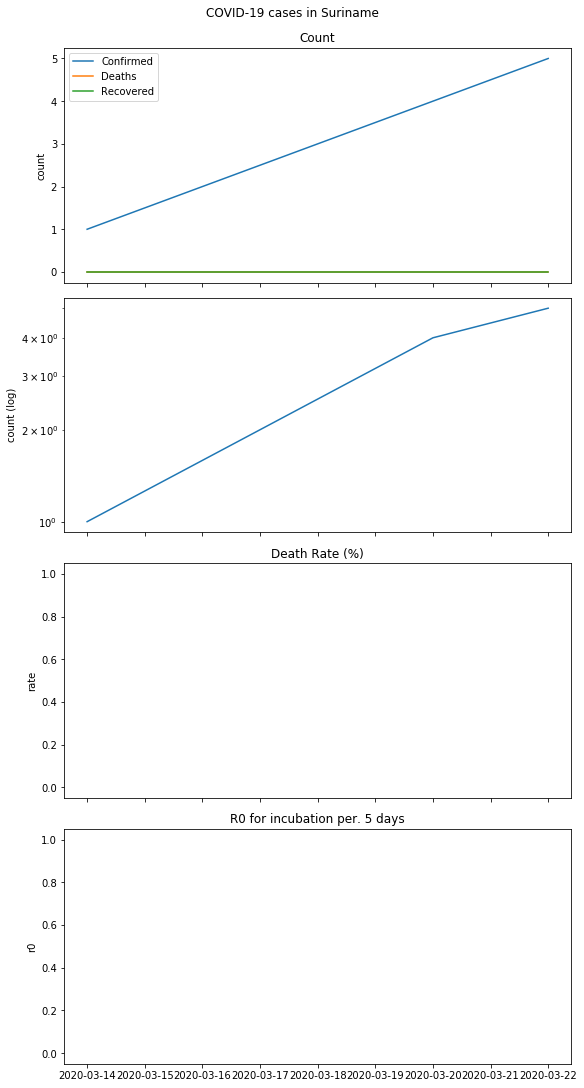 COVID-19 cases in Suriname
Count
Confirmed
Deaths
Recovered
5
4
3
2
1
0
count
4 × 10⁰
3 × 10⁰
2 × 10⁰
10⁰
count (log)
Death Rate (%)
1.0
0.8
0.6
0.4
0.2
0.0
rate
R0 for incubation per. 5 days
1.0
0.8
0.6
0.4
0.2
0.0
r0
2020-03-14 2020-03-15 2020-03-16 2020-03-17 2020-03-18 2020-03-19 2020-03-20 2020-03-21 2020-03-22